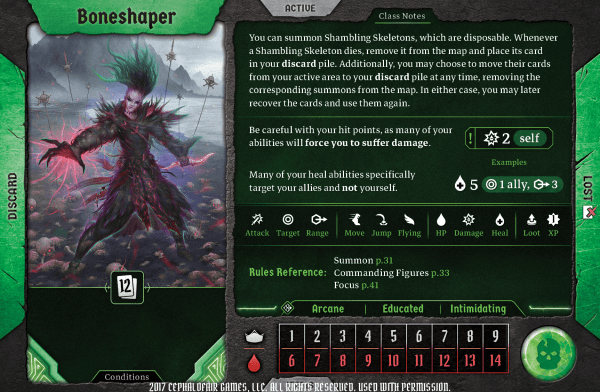 Boneshaper
ACTIVE
Class Notes
You can summon Shambling Skeletons, which are disposable. Whenever
a Shambling Skeleton dies, remove it from the map and place its card
in your discard pile. Additionally, you may choose to move their cards
from your active area to your discard pile at any time, removing the
corresponding summons from the map. In either case, you may later
recover the cards and use them again.
Be careful with your hit points, as many of your
abilities will force you to suffer damage.
! 2 self
Examples
Many of your heal abilities specifically
target your allies and not yourself.
5 1 ally, 3
Attack Target Range Move Jump Flying HP Damage Heal Loot XP
Rules Reference:
Summon p.31
Commanding Figures p.33
Focus p.41
Arcane Educated Intimidating
1 2 3 4 5 6 7 8 9
6 7 8 9 10 11 12 13 14
12
Conditions
DISCARD
LOST
2017 CEPHALOFAIR GAMES, LLC. ALL RIGHTS RESERVED. USED WITH PERMISSION.